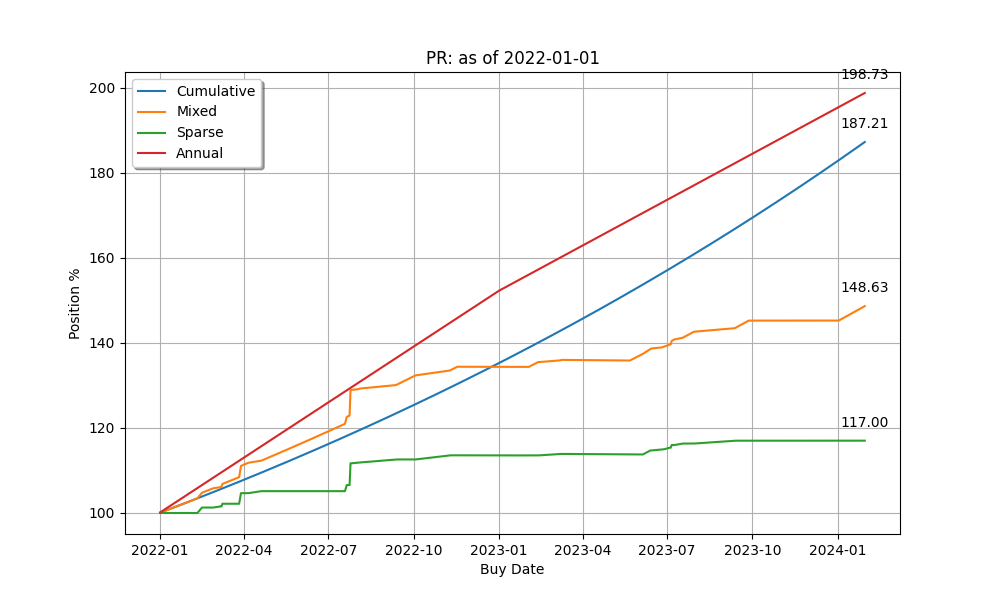 PR: as of 2022-01-01
Cumulative
Mixed
Sparse
Annual
198.73
187.21
148.63
117.00
200
180
160
140
120
100
Position %
2022-01 2022-04 2022-07 2022-10 2023-01 2023-04 2023-07 2023-10 2024-01
Buy Date